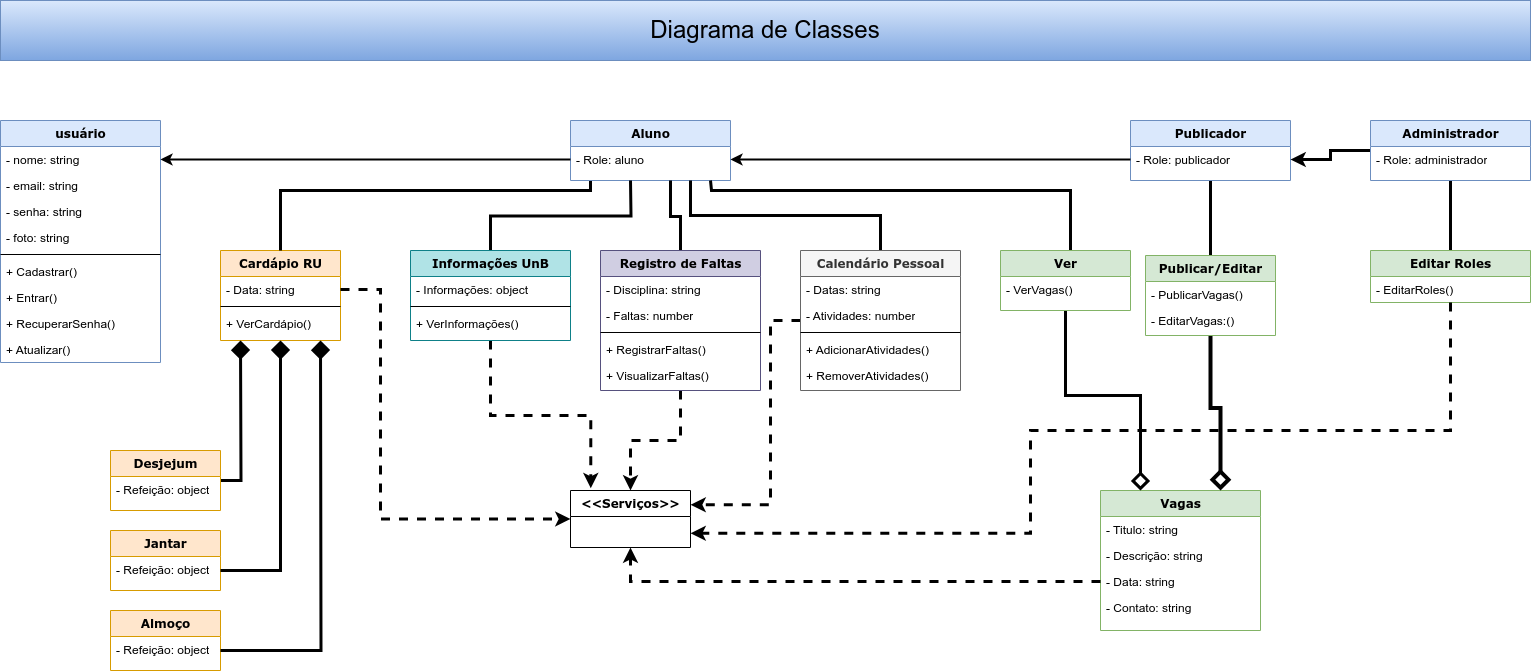 Diagrama de Classes
usuário
- nome: string
- email: string
- senha: string
- foto: string
+ Cadastrar()
+ Entrar()
+ RecuperarSenha()
+ Atualizar()
Aluno
- Role: aluno
Publicador
- Role: publicador
Administrador
- Role: administrador
Cardápio RU
- Data: string
+ VerCardápio()
Informações UnB
- Informações: object
+ VerInformações()
Registro de Faltas
- Disciplina: string
- Faltas: number
+ RegistrarFaltas()
+ VisualizarFaltas()
Calendário Pessoal
- Datas: string
- Atividades: number
+ AdicionarAtividades()
+ RemoverAtividades()
Ver
- VerVagas()
Publicar/Editar
- PublicarVagas()
- EditarVagas:()
Editar Roles
- EditarRoles()
Desjejum
- Refeição: object
Jantar
- Refeição: object
Almoço
- Refeição: object
<<Serviços>>
Vagas
- Titulo: string
- Descrição: string
- Data: string
- Contato: string